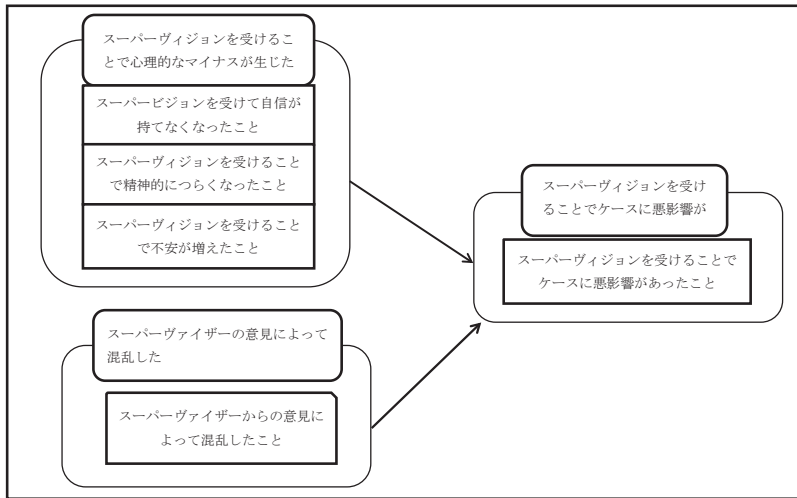 スーパーヴィジョンを受けるこ
とで心理的なマイナスが生じた
スーパービジョンを受けて自信が
持てなくなったこと
スーパーヴィジョンを受けること
で精神的につらくなったこと
スーパーヴィジョンを受けること
で不安が増えたこと
スーパーヴァイザーの意見によって
混乱した
スーパーヴァイザーからの意見に
よって混乱したこと
スーパーヴィジョンを受け
ることでケースに悪影響が
スーパーヴィジョンを受けることで
ケースに悪影響があったこと